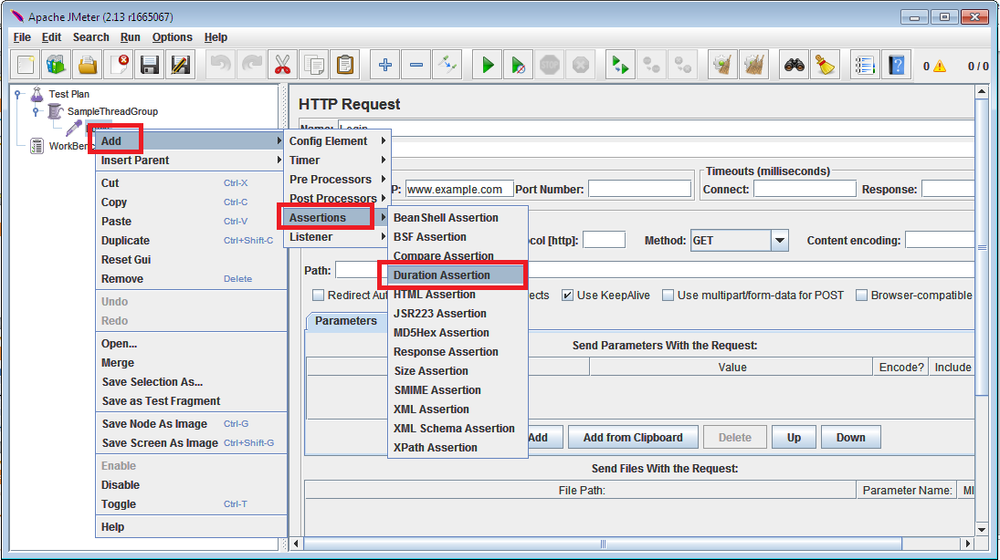 Apache JMeter (2.13 r1665067)
File Edit Search Run Options Help
STOP
0 0 / 0
Test Plan
SampleThreadGroup
WorkBenc
HTTP Request
Name: Login
Add
Insert Parent
Cut Ctrl-X
Copy Ctrl-C
Paste Ctrl-V
Duplicate Ctrl+Shift-C
Reset Gui
Remove Delete
Undo
Redo
Open...
Merge
Save Selection As...
Save as Test Fragment
Save Node As Image Ctrl-G
Save Screen As Image Ctrl+Shift-G
Enable
Disable
Toggle Ctrl-T
Help
Config Element
Timer
Pre Processors
Post Processors
Assertions
Listener
BeanShell Assertion
BSF Assertion
Compare Assertion
Duration Assertion
HTML Assertion
JSR223 Assertion
MD5Hex Assertion
Response Assertion
Size Assertion
SMIME Assertion
XML Assertion
XML Schema Assertion
XPath Assertion
Timeouts (milliseconds)
P: www.example.com Port Number: Connect: Response:
ocol [http]: Method: GET Content encoding:
Path:
Redirect Aut ects Use KeepAlive Use multipart/form-data for POST Browser-compatible
Parameters
Send Parameters With the Request:
Value Encode? Include
Add Add from Clipboard Delete Up Down
Send Files With the Request:
File Path: Parameter Name: MI